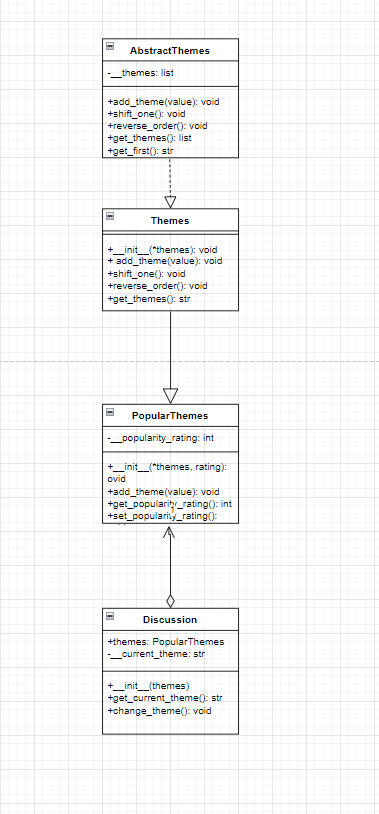 AbstractThemes
-__themes: list
+add_theme(value): void
+shift_one(): void
+reverse_order(): void
+get_themes(): list
+get_first(): str
Themes
+__init__(*themes): void
+ add_theme(value): void
+shift_one(): void
+reverse_order(): void
+get_themes(): str
PopularThemes
-__popularity_rating: int
+__init__(*themes, rating):
ovid
+add_theme(value): void
+get_popularity_rating(): int
+set_popularity_rating():
Discussion
+themes: PopularThemes
-__current_theme: str
+__init__(themes)
+get_current_theme(): str
+change_theme(): void